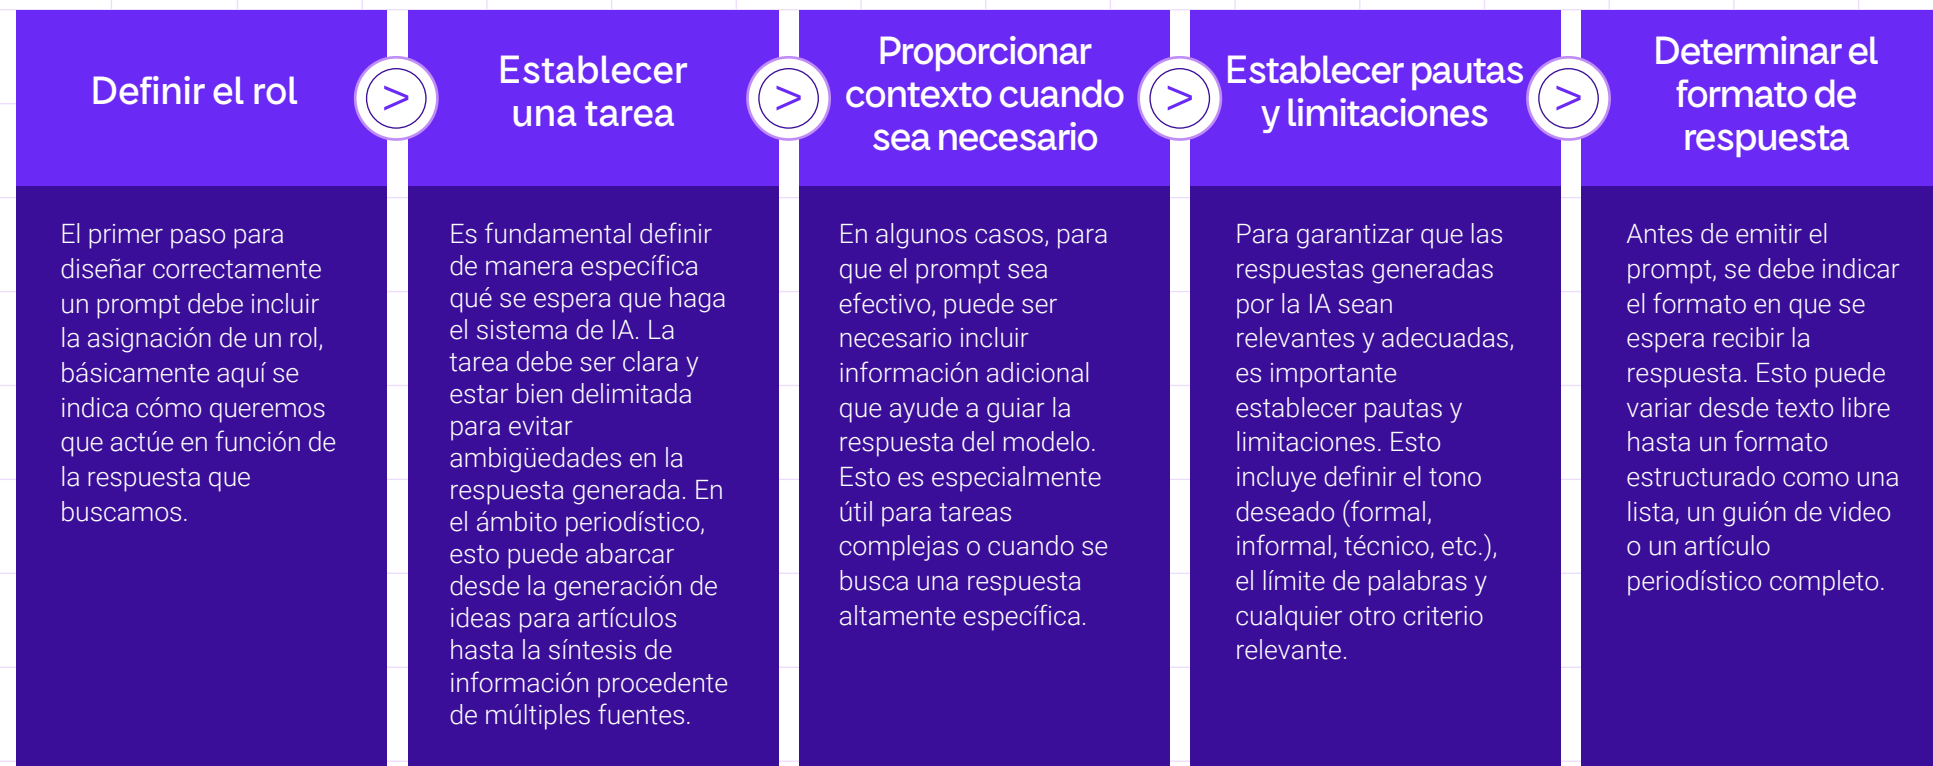 Definir el rol
>
Establecer
una tarea
>
Proporcionar
contexto cuando
sea necesario
>
Establecer pautas
y limitaciones
>
Determinar el
formato de
respuesta
El primer paso para
diseñar correctamente
un prompt debe incluir
la asignación de un rol,
básicamente aquí se
indica cómo queremos
que actúe en función de
la respuesta que
buscamos.
Es fundamental definir
de manera específica
qué se espera que haga
el sistema de IA. La
tarea debe ser clara y
estar bien delimitada
para evitar
ambigüedades en la
respuesta generada. En
el ámbito periodístico,
esto puede abarcar
desde la generación de
ideas para artículos
hasta la síntesis de
información procedente
de múltiples fuentes.
En algunos casos, para
que el prompt sea
efectivo, puede ser
necesario incluir
información adicional
que ayude a guiar la
respuesta del modelo.
Esto es especialmente
útil para tareas
complejas o cuando se
busca una respuesta
altamente específica.
Para garantizar que las
respuestas generadas
por la IA sean
relevantes y adecuadas,
es importante
establecer pautas y
limitaciones. Esto
incluye definir el tono
deseado (formal,
informal, técnico, etc.),
el límite de palabras y
cualquier otro criterio
relevante.
Antes de emitir el
prompt, se debe indicar
el formato en que se
espera recibir la
respuesta. Esto puede
variar desde texto libre
hasta un formato
estructurado como una
lista, un guión de video
o un artículo
periodístico completo.